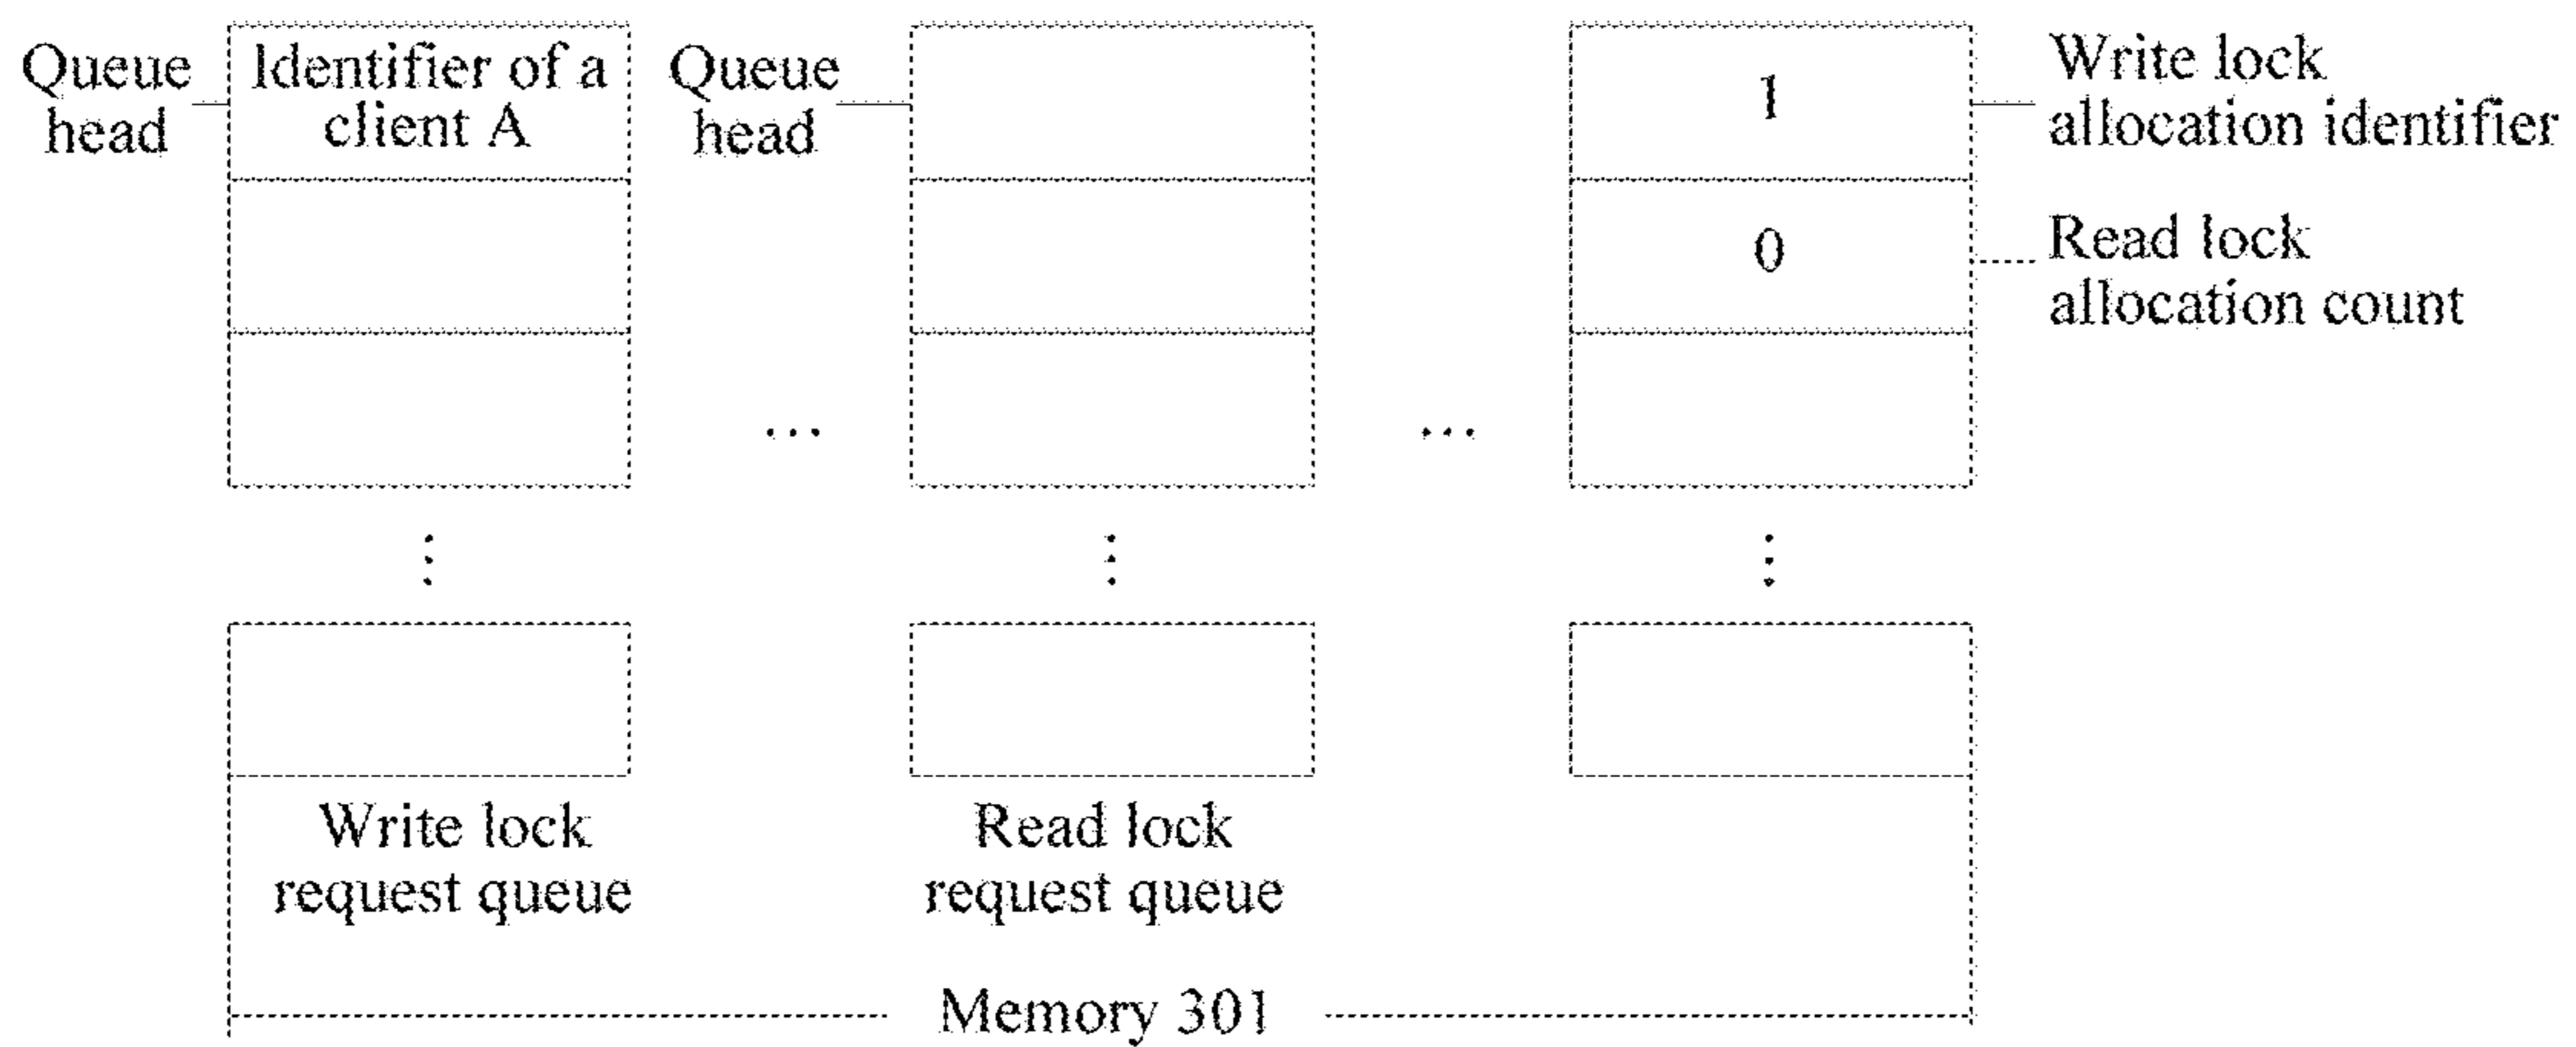 Queue
head
Identifier of a
client A
Queue
head
1
Write lock
allocation identifier
0
Read lock
allocation count
...
...
⋮
⋮
⋮
Write lock
request queue
Read lock
request queue
Memory 301